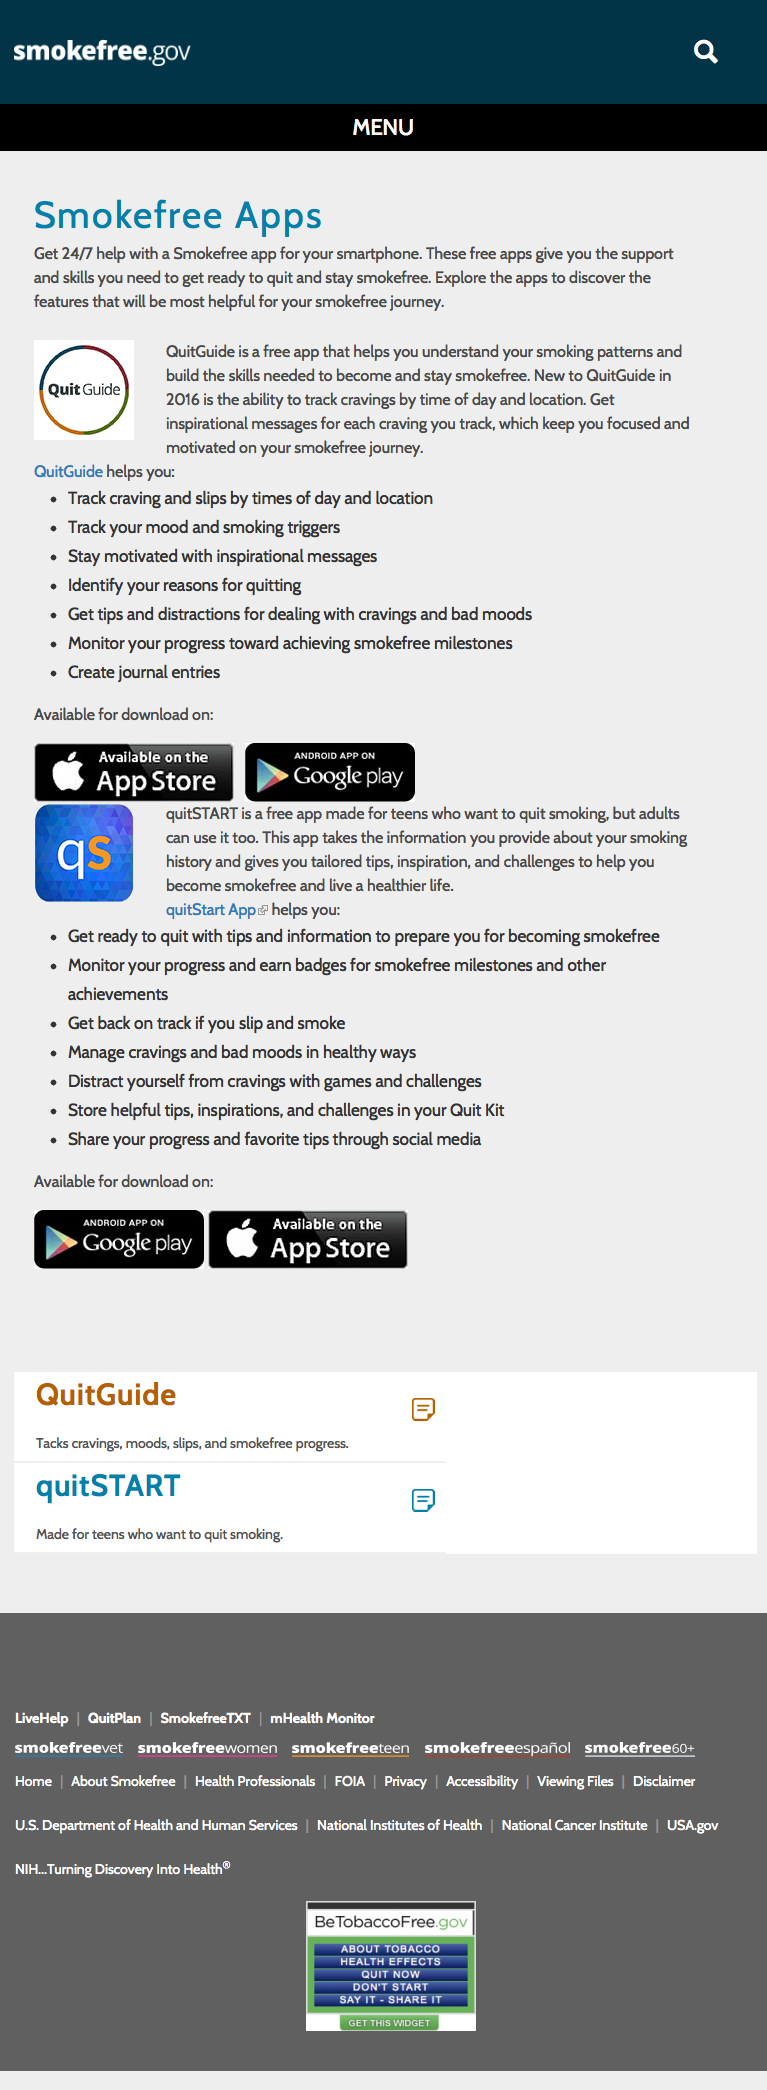 smokefree.gov
MENU
Smokefree Apps
Get 24/7 help with a Smokefree app for your smartphone. These free apps give you the support
and skills you need to get ready to quit and stay smokefree. Explore the apps to discover the
features that will be most helpful for your smokefree journey.
Quit Guide
QuitGuide is a free app that helps you understand your smoking patterns and
build the skills needed to become and stay smokefree. New to QuitGuide in
2016 is the ability to track cravings by time of day and location. Get
inspirational messages for each craving you track, which keep you focused and
motivated on your smokefree journey.
QuitGuide helps you:
• Track craving and slips by times of day and location
• Track your mood and smoking triggers
• Stay motivated with inspirational messages
• Identify your reasons for quitting
• Get tips and distractions for dealing with cravings and bad moods
• Monitor your progress toward achieving smokefree milestones
• Create journal entries
Available for download on:
Available on the
App Store
ANDROID APP ON
Google play
qS
quitSTART is a free app made for teens who want to quit smoking, but adults
can use it too. This app takes the information you provide about your smoking
history and gives you tailored tips, inspiration, and challenges to help you
become smokefree and live a healthier life.
quitStart App helps you:
• Get ready to quit with tips and information to prepare you for becoming smokefree
• Monitor your progress and earn badges for smokefree milestones and other
achievements
• Get back on track if you slip and smoke
• Manage cravings and bad moods in healthy ways
• Distract yourself from cravings with games and challenges
• Store helpful tips, inspirations, and challenges in your Quit Kit
• Share your progress and favorite tips through social media
Available for download on:
ANDROID APP ON
Google play
Available on the
App Store
QuitGuide
Tacks cravings, moods, slips, and smokefree progress.
quitSTART
Made for teens who want to quit smoking.
LiveHelp | QuitPlan | SmokefreeTXT | mHealth Monitor
smokefreevet smokefreewomen smokefreeteen smokefreeespañol smokefree60+
Home | About Smokefree | Health Professionals | FOIA | Privacy | Accessibility | Viewing Files | Disclaimer
U.S. Department of Health and Human Services | National Institutes of Health | National Cancer Institute | USA.gov
NIH...Turning Discovery Into Health®
BeTobaccoFree.gov
ABOUT TOBACCO
HEALTH EFFECTS
QUIT NOW
DON'T START
SAY IT - SHARE IT
GET THIS WIDGET